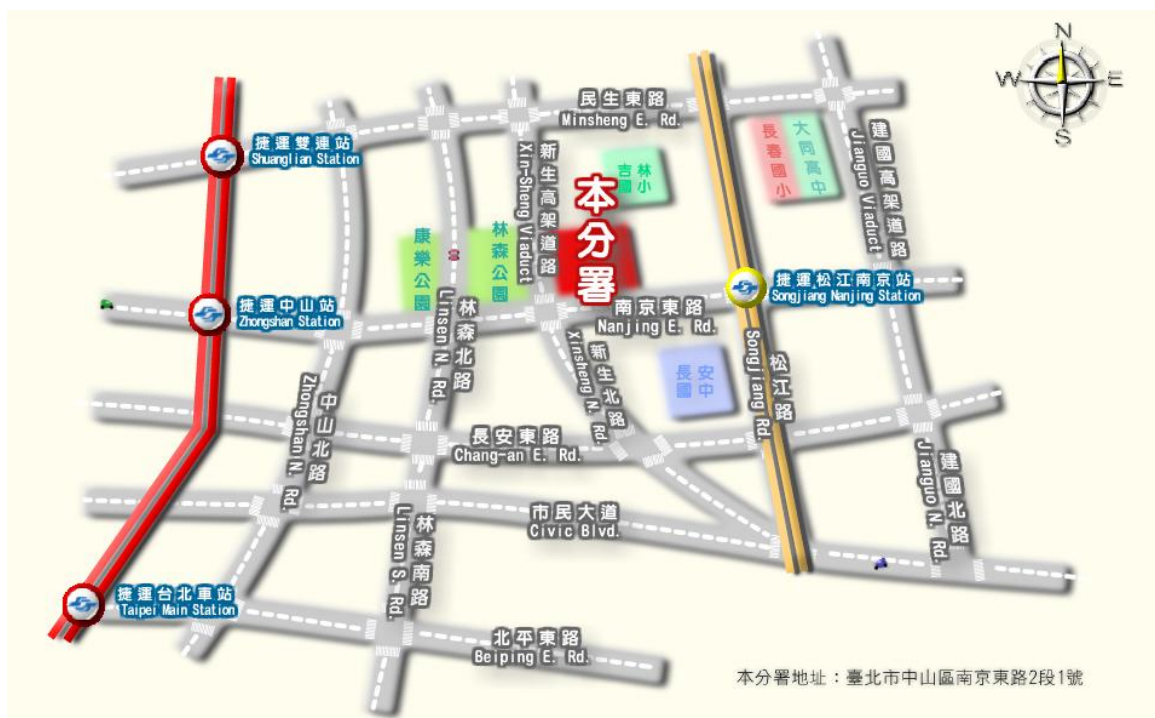 N
W
E
S
民生東路
Minsheng E. Rd.
捷運雙連站
Shuanglian Station
新生高架道路
Xin-Sheng Viaduct
吉林
國小
長春國小
大同高中
建國高架道路
Jianguo Viaduct
本分署
康樂公園
林森公園
捷運中山站
Zhongshan Station
南京東路
Nanjing E. Rd.
捷運松江南京站
Songjiang Nanjing Station
林森北路
Linsen N. Rd.
新生北路
Xinsheng N. Rd.
長安
國中
松江路
Songjiang Rd.
中山北路
Zhongshan N. Rd.
長安東路
Chang-an E. Rd.
建國北路
Jianguo N. Rd.
市民大道
Civic Blvd.
林森南路
Linsen S. Rd.
捷運台北車站
Taipei Main Station
北平東路
Beiping E. Rd.
本分署地址：臺北市中山區南京東路2段1號